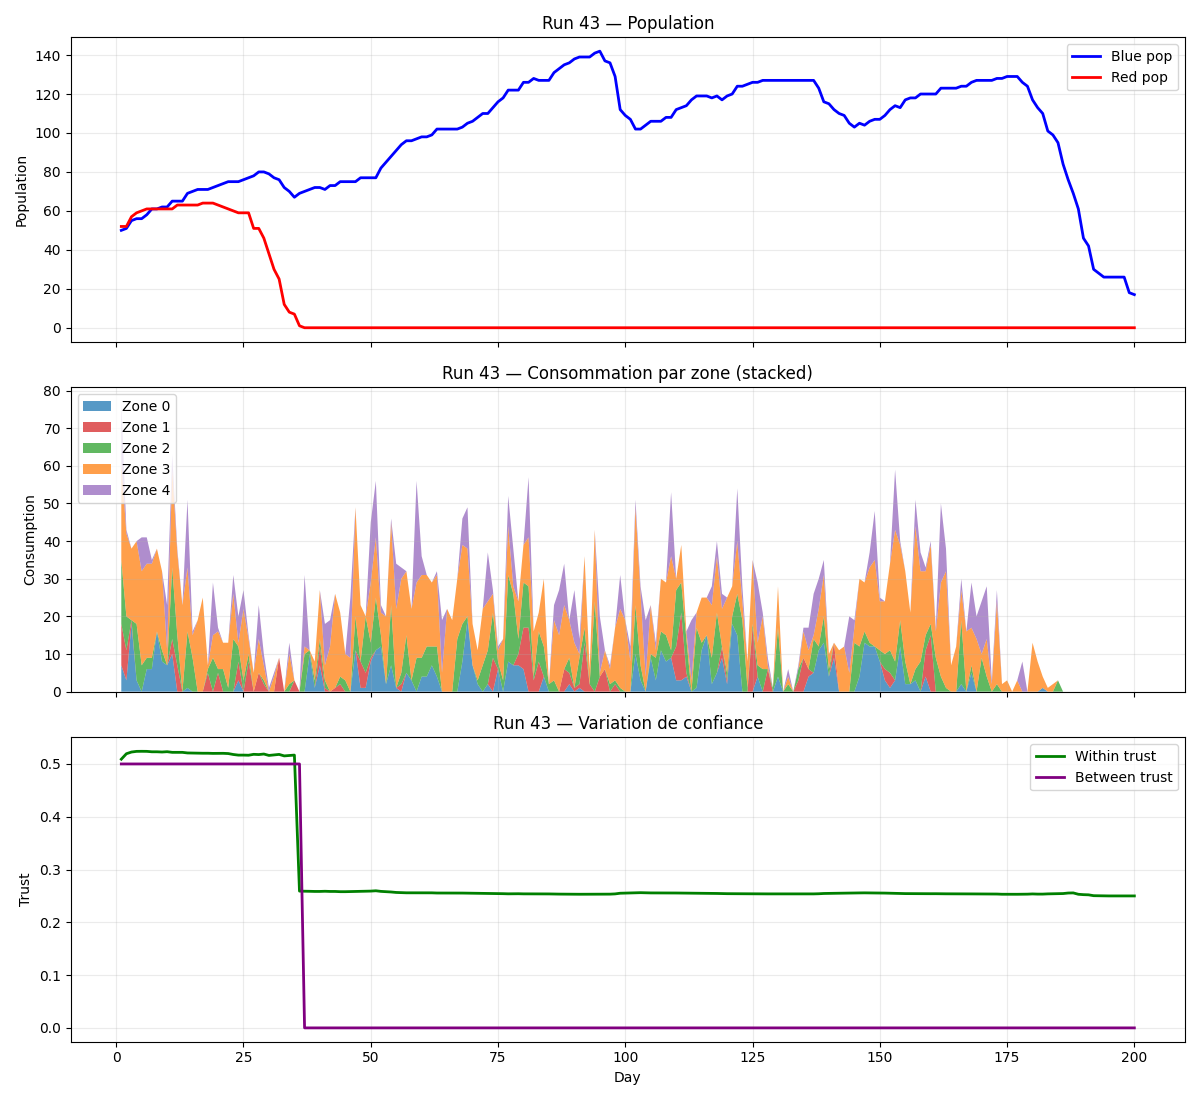 Run 43 — Population
140
120
100
80
60
40
20
0
Population
Blue pop
Red pop
Run 43 — Consommation par zone (stacked)
80
70
60
50
40
30
20
10
0
Consumption
Zone 0
Zone 1
Zone 2
Zone 3
Zone 4
Run 43 — Variation de confiance
0.5
0.4
0.3
0.2
0.1
0.0
Trust
Within trust
Between trust
0 25 50 75 100 125 150 175 200
Day